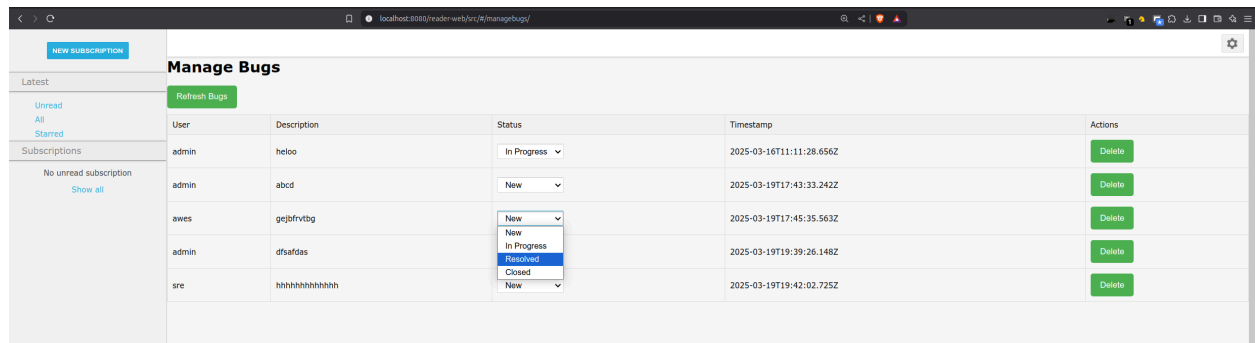 localhost:8080/reader-web/src/#/managebugs/
NEW SUBSCRIPTION
Latest
Unread
All
Starred
Subscriptions
No unread subscription
Show all
Manage Bugs
Refresh Bugs
User Description Status Timestamp Actions
admin heloo In Progress 2025-03-16T11:11:28.656Z Delete
admin abcd New 2025-03-19T17:43:33.242Z Delete
awes gejbfrvtbg New 2025-03-19T17:45:35.563Z Delete
New
In Progress
Resolved
Closed
admin dfsafdas 2025-03-19T19:39:26.148Z Delete
sre hhhhhhhhhhhhh New 2025-03-19T19:42:02.725Z Delete